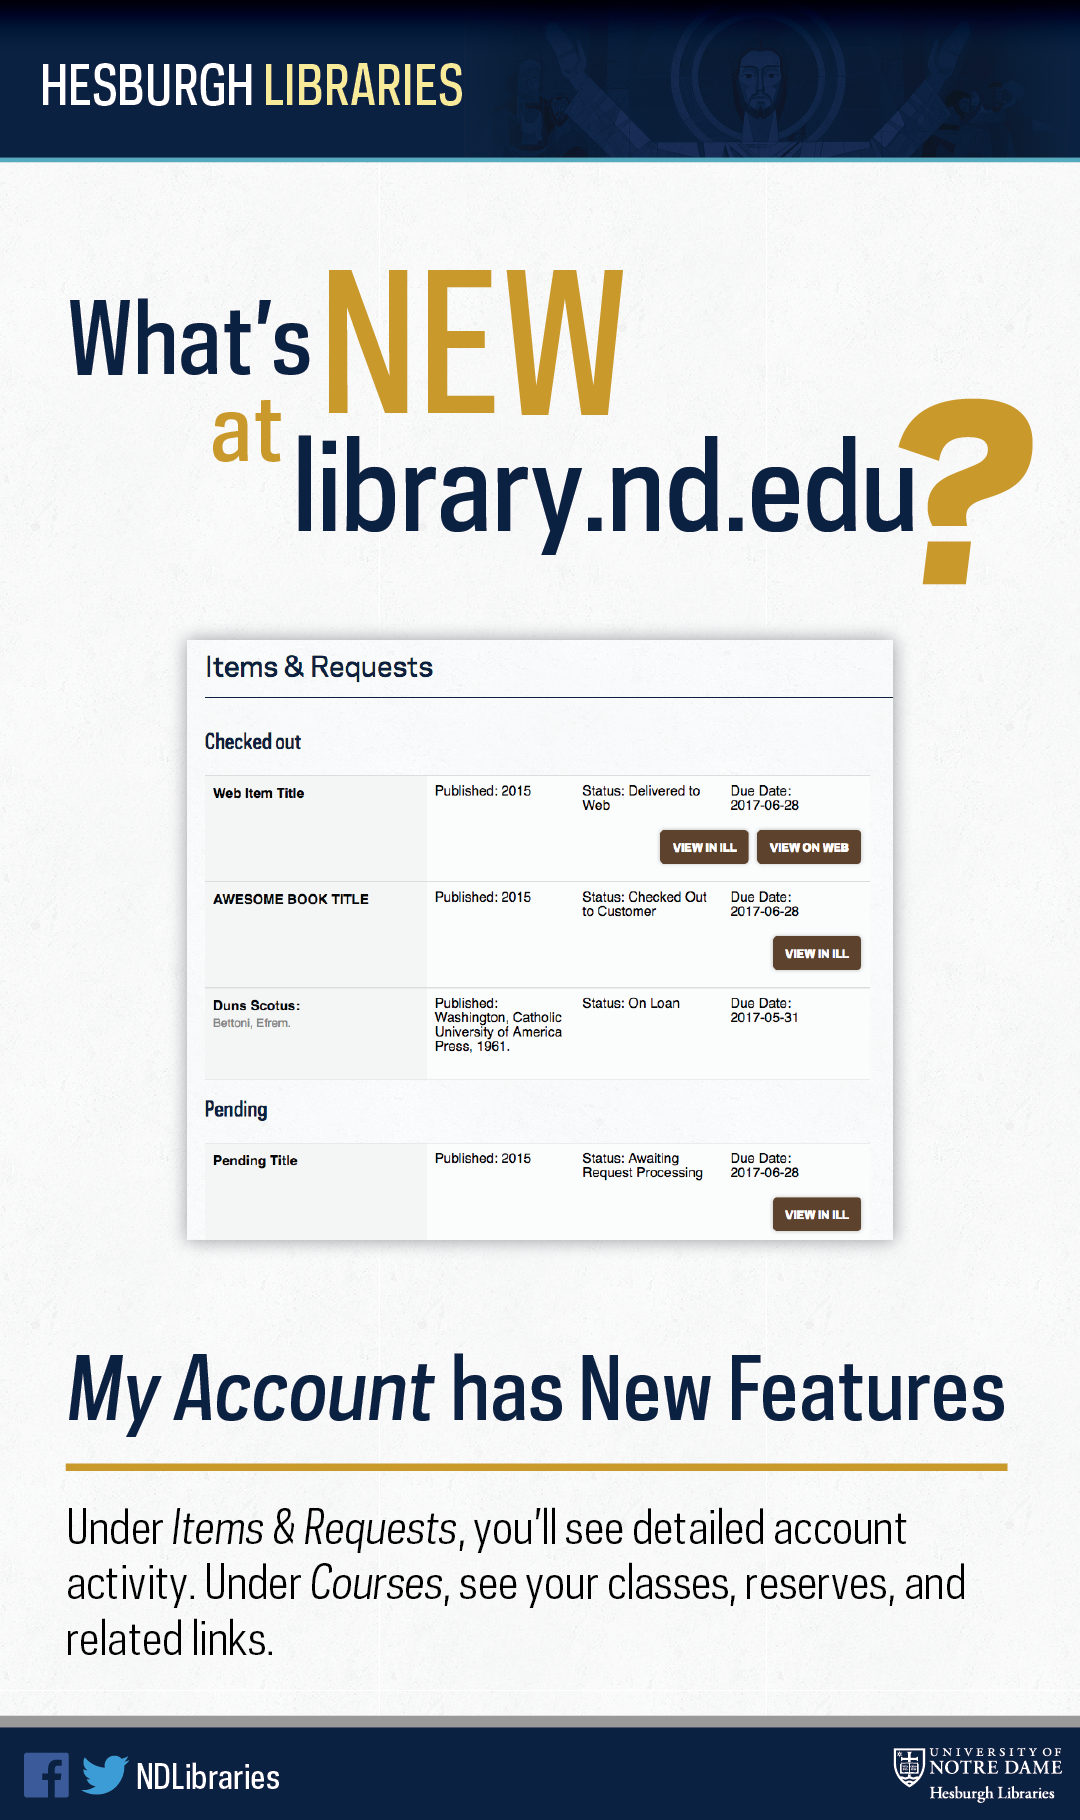 HESBURGH LIBRARIES
What's NEW
at library.nd.edu?
Items & Requests
Checked out
Web Item Title
Published: 2015
Status: Delivered to
Web
Due Date:
2017-06-28
VIEW IN ILL
VIEW ON WEB
AWESOME BOOK TITLE
Published: 2015
Status: Checked Out
to Customer
Due Date:
2017-06-28
VIEW IN ILL
Duns Scotus:
Bettoni, Efrem.
Published:
Washington, Catholic
University of America
Press, 1961.
Status: On Loan
Due Date:
2017-05-31
Pending
Pending Title
Published: 2015
Status: Awaiting
Request Processing
Due Date:
2017-06-28
VIEW IN ILL
My Account has New Features
Under Items & Requests, you'll see detailed account
activity. Under Courses, see your classes, reserves, and
related links.
NDLibraries
UNIVERSITY OF
NOTRE DAME
Hesburgh Libraries